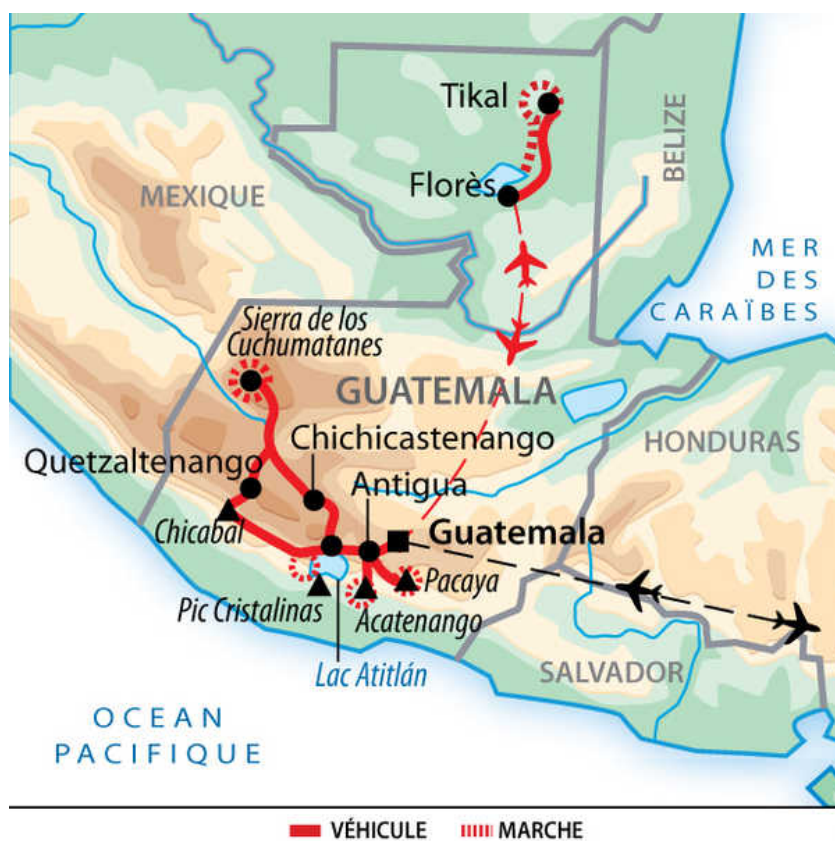 Tikal
BELIZE
Florès
MEXIQUE
MER
DES
CARAÏBES
Sierra de los
Cuchumatanes
GUATEMALA
HONDURAS
Chichicastenango
Quetzaltenango
Antigua
Guatemala
Chicabal
Pacaya
Pic Cristalinas
Acatenango
Lac Atitlán
SALVADOR
OCEAN
PACIFIQUE
VÉHICULE MARCHE